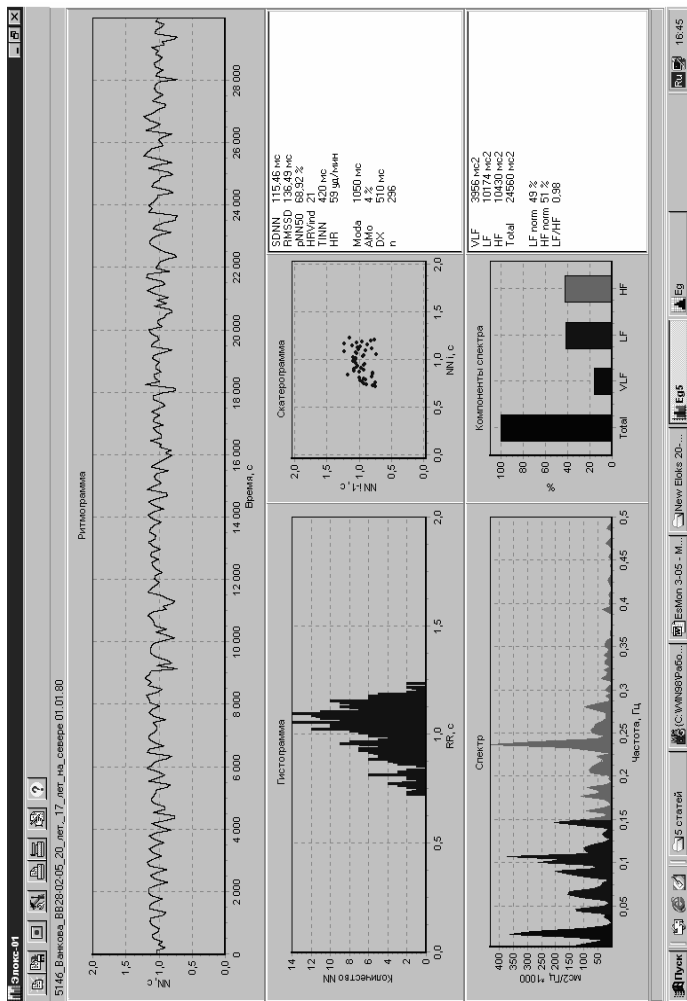 Элокс-01
5146_Ванкова_ВВ28-02-05_20_лет,_17_лет_на_севере 01.01.80
Ритмограмма
NN, с
2,0
1,5
1,0
0,5
0,0
0
2 000
4 000
6 000
8 000
10 000
12 000
14 000
16 000
18 000
20 000
22 000
24 000
26 000
28 000
Время, с
Гистограмма
Количество NN
14
12
10
8
6
4
2
0
0,0
0,5
1,0
1,5
2,0
RR, с
Скатерограмма
NN i-1, с
2,0
1,5
1,0
0,5
0,0
0,0
0,5
1,0
1,5
2,0
NN i, с
SDNN 115,46 мс
RMSSD 136,49 мс
pNN50 68,92 %
HRVind 21
TINN 420 мс
HR 59 уд/мин
Moda 1050 мс
AMo 4 %
DX 510 мс
n 296
Спектр
мс2/Гц *1000
400
350
300
250
200
150
100
50
0,05
0,1
0,15
0,2
0,25
0,3
0,35
0,4
0,45
0,5
Частота, Гц
Компоненты спектра
%
100
80
60
40
20
0
Total
VLF
LF
HF
VLF 3956 мс2
LF 10174 мс2
HF 10430 мс2
Total 24560 мс2
LF norm 49 %
HF norm 51 %
LF/HF 0,98
Пуск
5 статей
(C:\WIN98\Рабо...
EsMon 3-05 - M...
New Eloks 20-...
Eg5
Eg
Ru
16:45